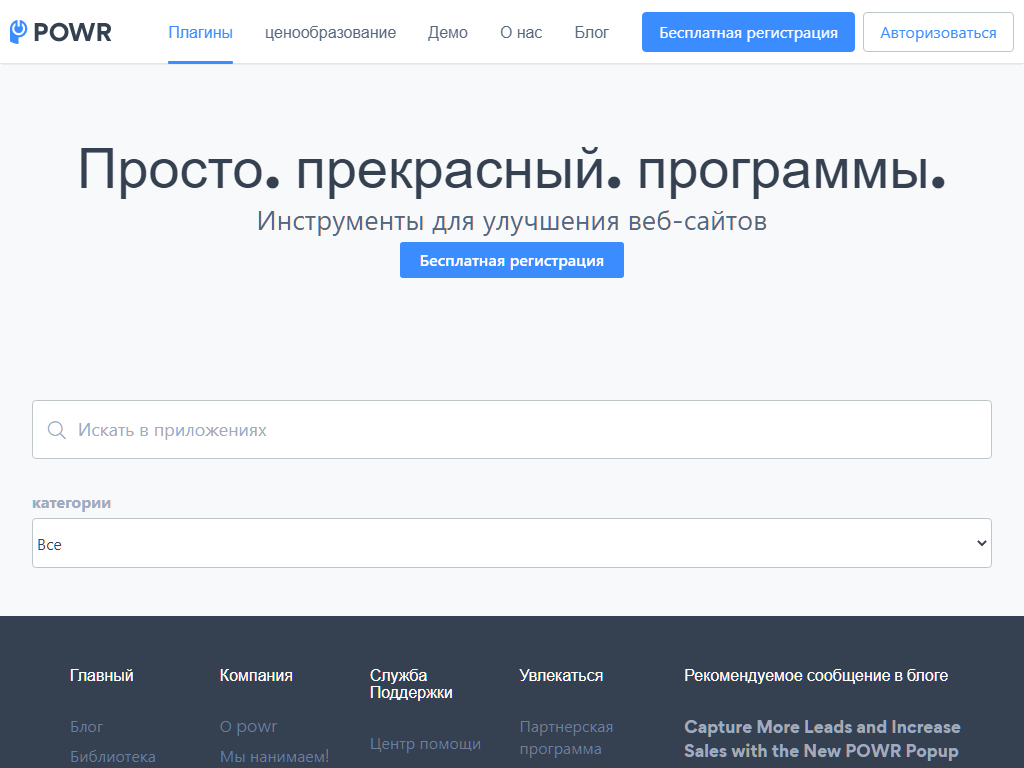 POWR
Плагины
ценообразование
Демо
О нас
Блог
Бесплатная регистрация
Авторизоваться
Просто. прекрасный. программы.
Инструменты для улучшения веб-сайтов
Бесплатная регистрация
Искать в приложениях
категории
Все
Главный
Блог
Библиотека
Компания
О powr
Мы нанимаем!
Служба
Поддержки
Центр помощи
Увлекаться
Партнерская
программа
Рекомендуемое сообщение в блоге
Capture More Leads and Increase
Sales with the New POWR Popup